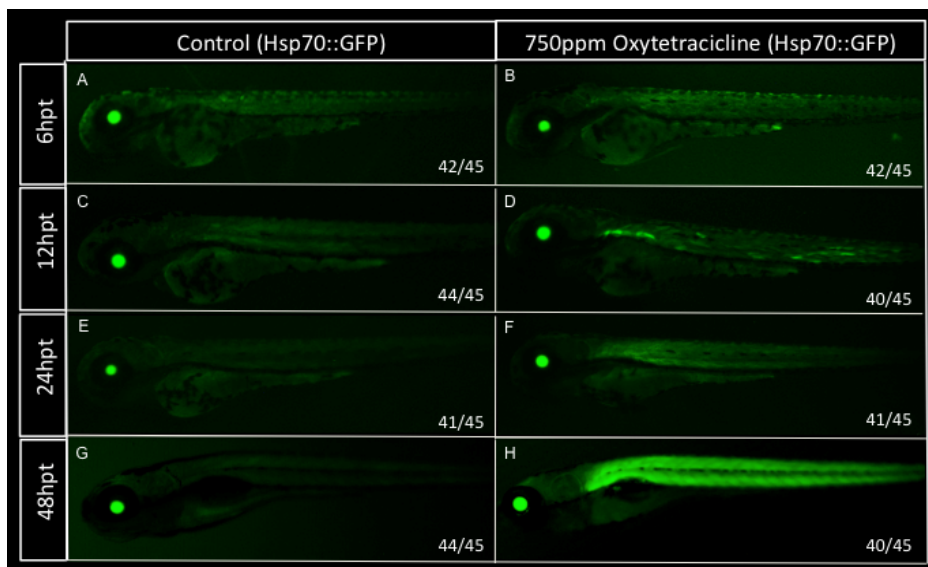 Control (Hsp70::GFP)
750ppm Oxytetracicline (Hsp70::GFP)
6hpt
A
42/45
B
42/45
12hpt
C
44/45
D
40/45
24hpt
E
41/45
F
41/45
48hpt
G
44/45
H
40/45